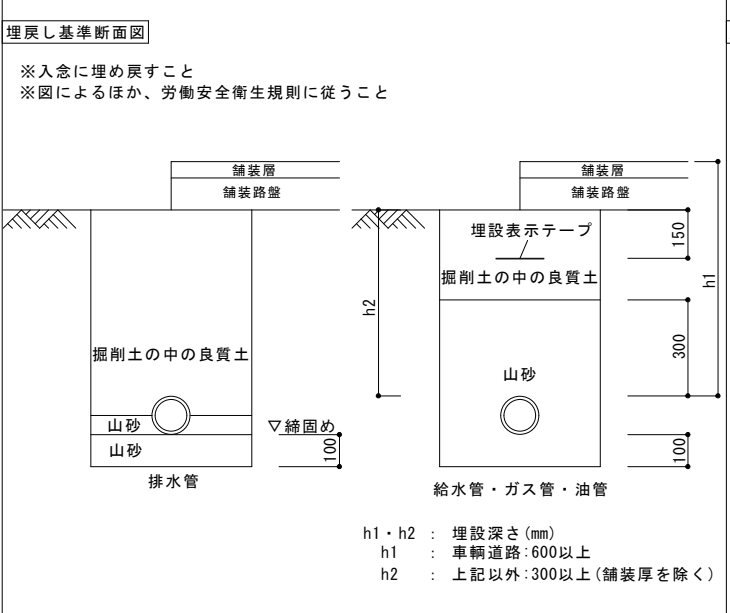 埋戻し基準断面図
※入念に埋め戻すこと
※図によるほか、労働安全衛生規則に従うこと
舗装層
舗装路盤
掘削土の中の良質土
山砂
山砂
▽締固め
100
排水管
舗装層
舗装路盤
埋設表示テープ
掘削土の中の良質土
山砂
h2
150
300
100
h1
給水管・ガス管・油管
h1・h2 : 埋設深さ(mm)
h1 : 車輌道路:600以上
h2 : 上記以外:300以上(舗装厚を除く)